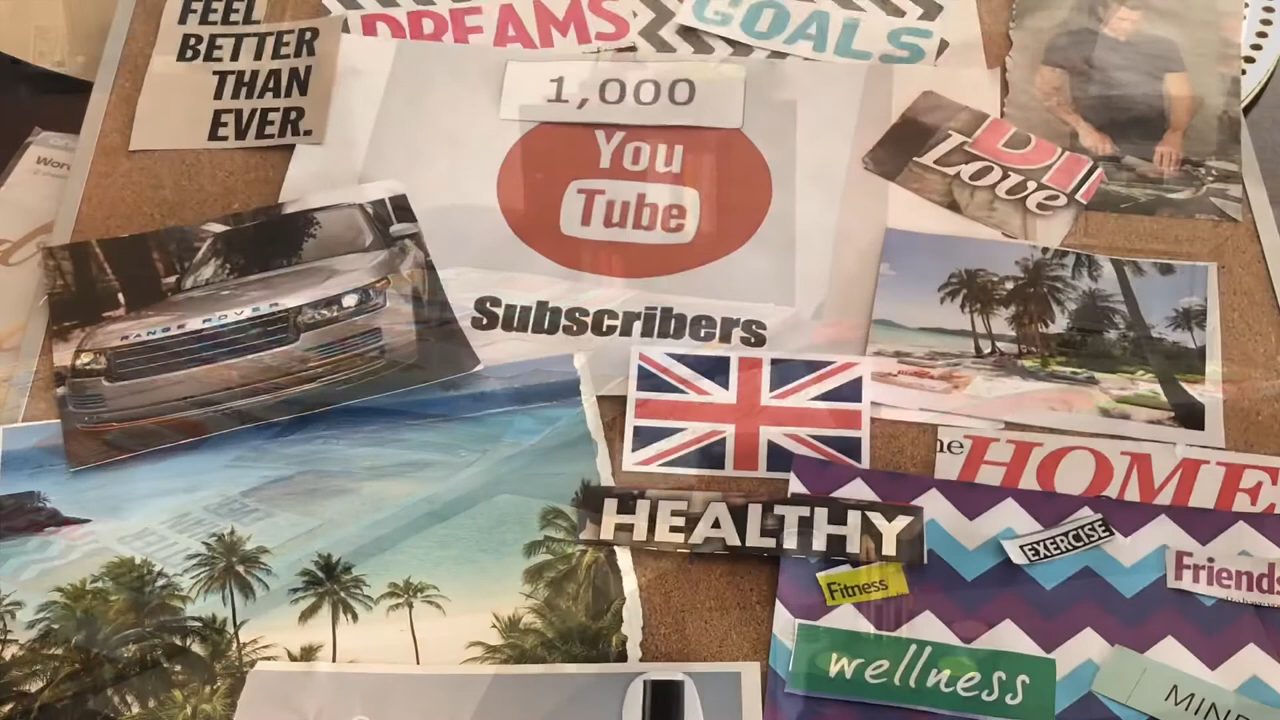 FEEL
BETTER
THAN
EVER.
DREAMS
GOALS
1,000
You
Tube
Subscribers
Love
RANGE ROVER
HOME
HEALTHY
EXERCISE
Fitness
Friends
wellness